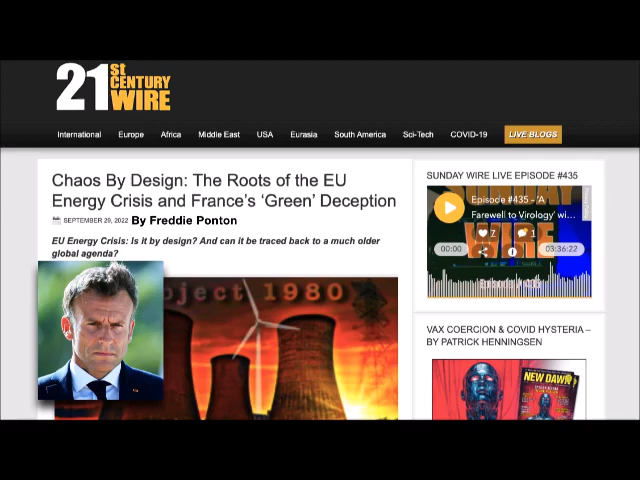 21
St
CENTURY
WIRE
International Europe Africa Middle East USA Eurasia South America Sci-Tech COVID-19 LIVE BLOGS
Chaos By Design: The Roots of the EU
Energy Crisis and France's ‘Green’ Deception
SEPTEMBER 29, 2022 By Freddie Ponton
EU Energy Crisis: Is it by design? And can it be traced back to a much older
global agenda?
oject 1980
SUNDAY WIRE LIVE EPISODE #435
SUNDAY
WIRE
Episode #435 - 'A
Farewell to Virology' wi...
7 1
00:00 03:36:22
Episode #435
VAX COERCION & COVID HYSTERIA –
BY PATRICK HENNINGSEN
NEW DAWN